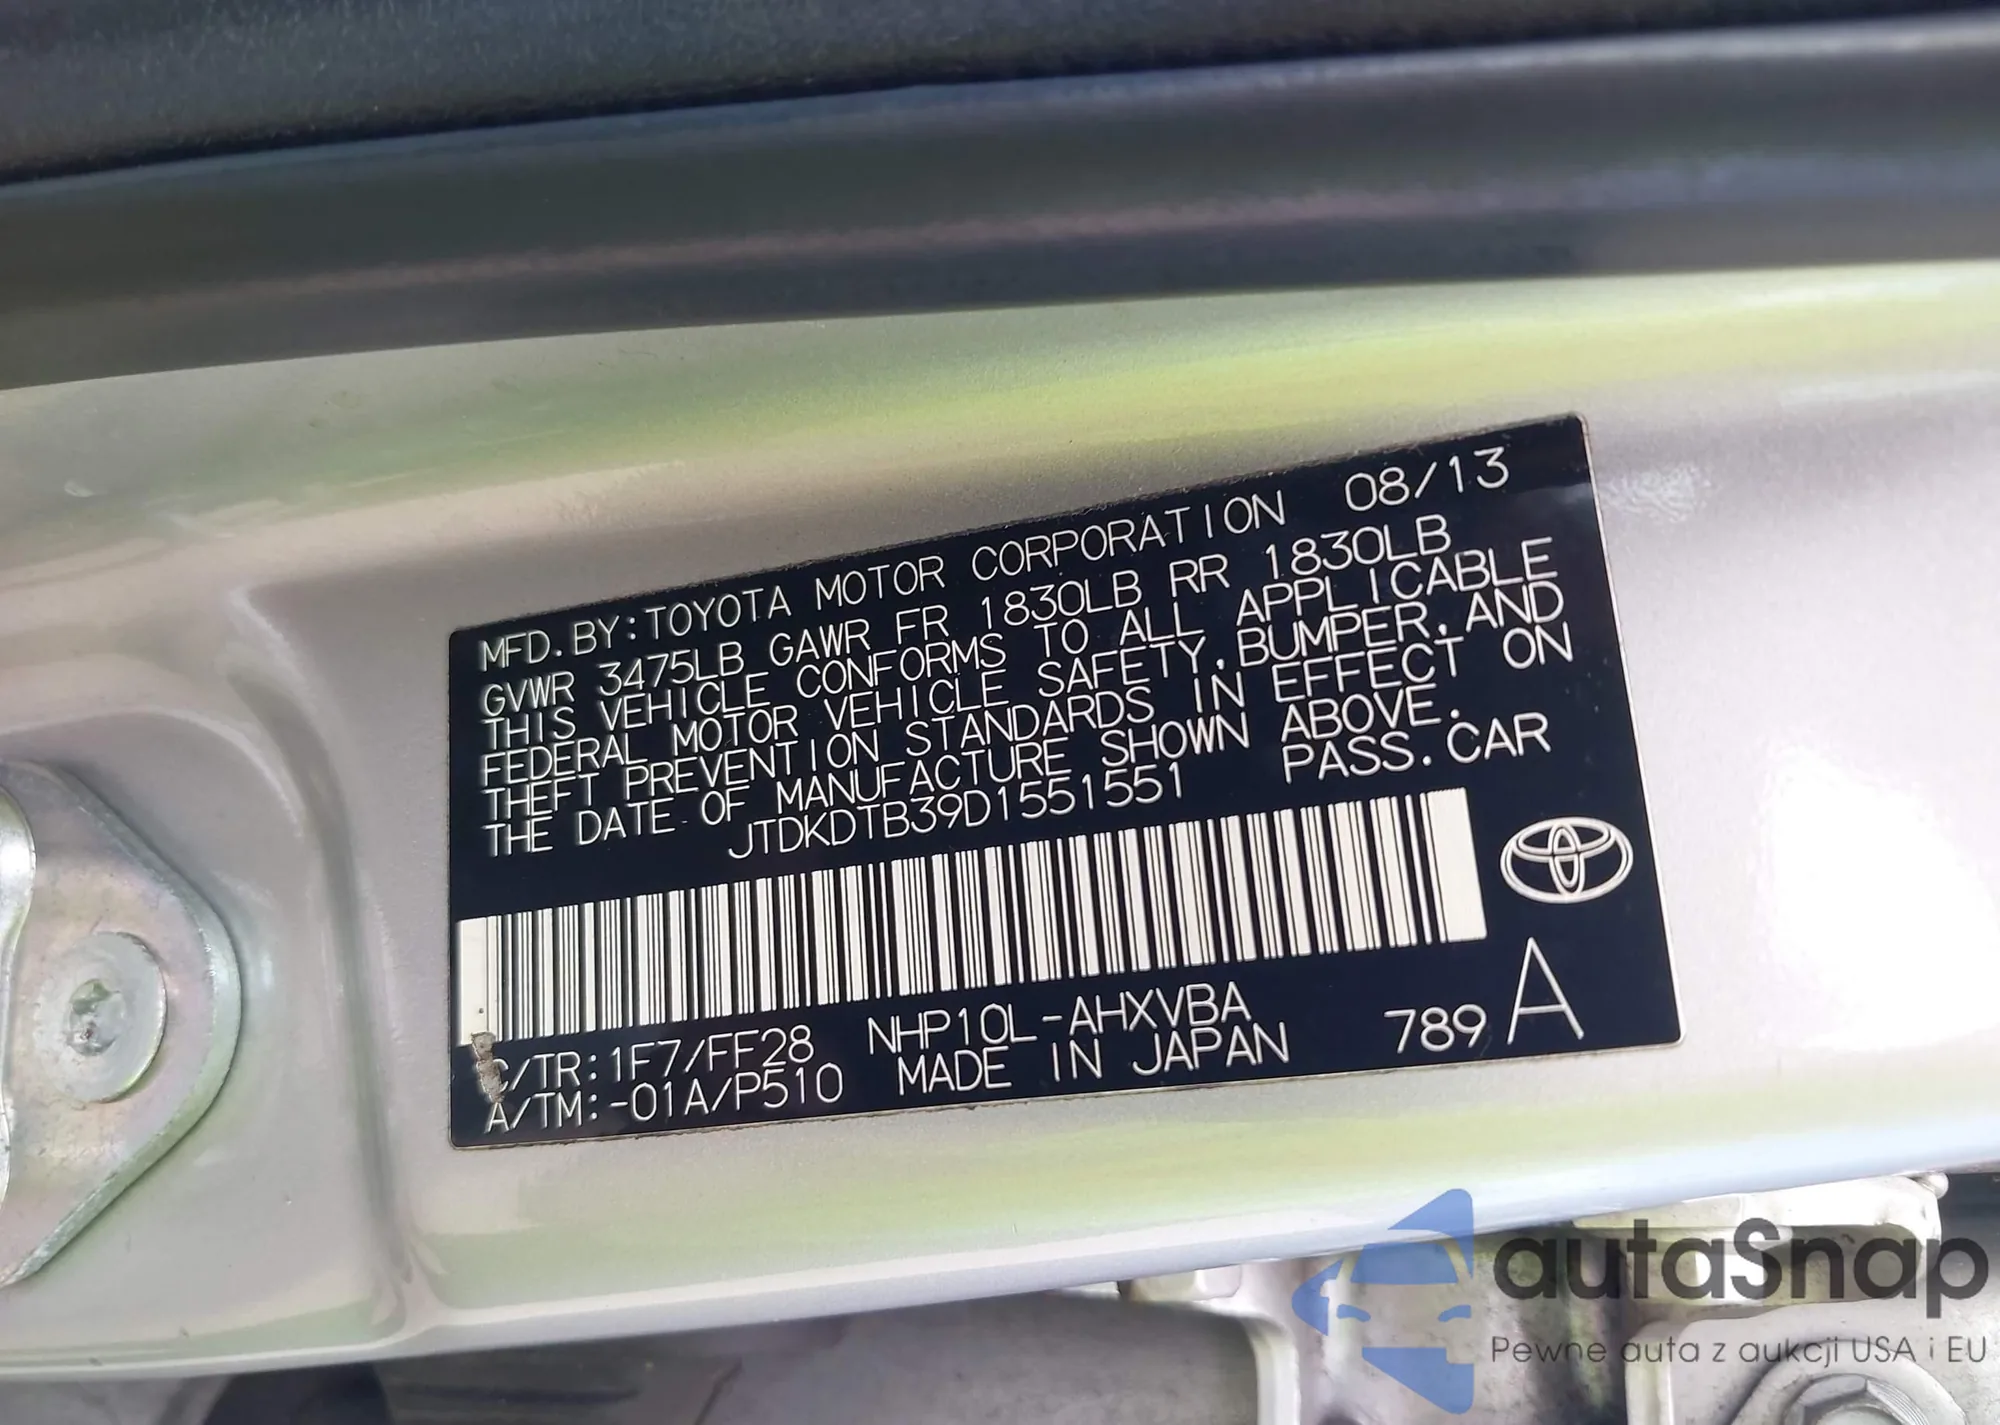 MFD.BY:TOYOTA MOTOR CORPORATION 08/13
GVWR 3475LB GAWR FR 1830LB RR 1830LB
THIS VEHICLE CONFORMS TO ALL APPLICABLE
FEDERAL MOTOR VEHICLE SAFETY, BUMPER, AND
THEFT PREVENTION STANDARDS IN EFFECT ON
THE DATE OF MANUFACTURE SHOWN ABOVE.
JTDKDTB39D1551551 PASS.CAR
C/TR:1F7/FF28 NHP10L-AHXVBA
A/TM:-01A/P510 MADE IN JAPAN 789A
autaSnap
Pewne auta z aukcji USA i EU